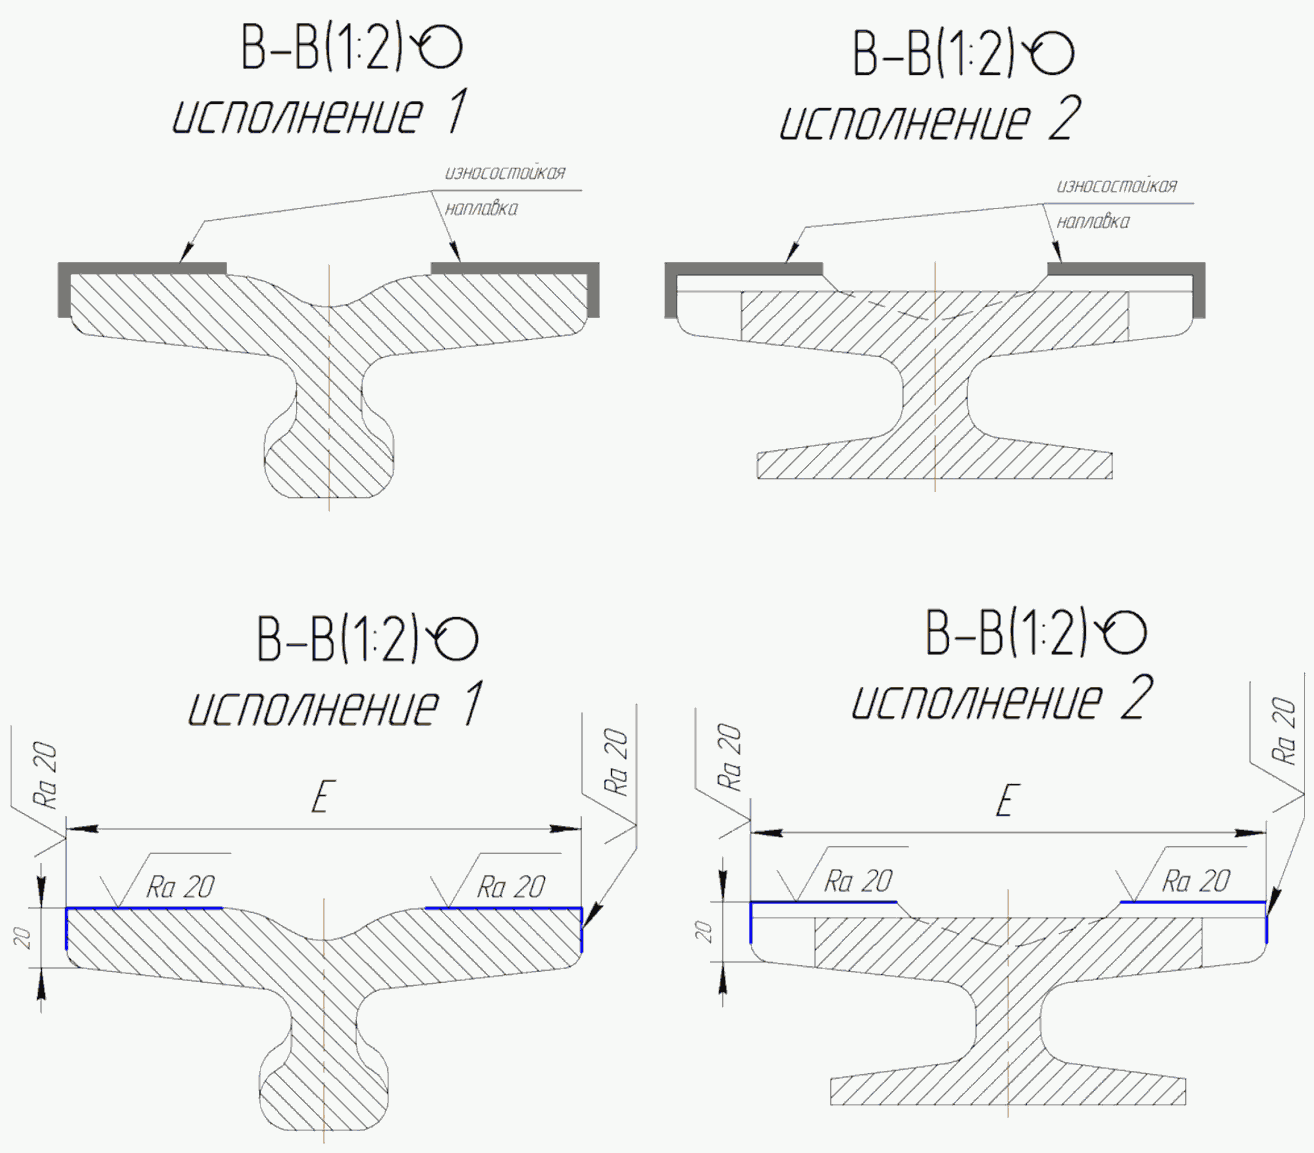 В–В(1:2)
исполнение 1
износостойкая
наплавка
В–В(1:2)
исполнение 2
износостойкая
наплавка
В–В(1:2)
исполнение 1
Ra 20
Ra 20
E
Ra 20
Ra 20
20
В–В(1:2)
исполнение 2
Ra 20
Ra 20
E
Ra 20
Ra 20
20